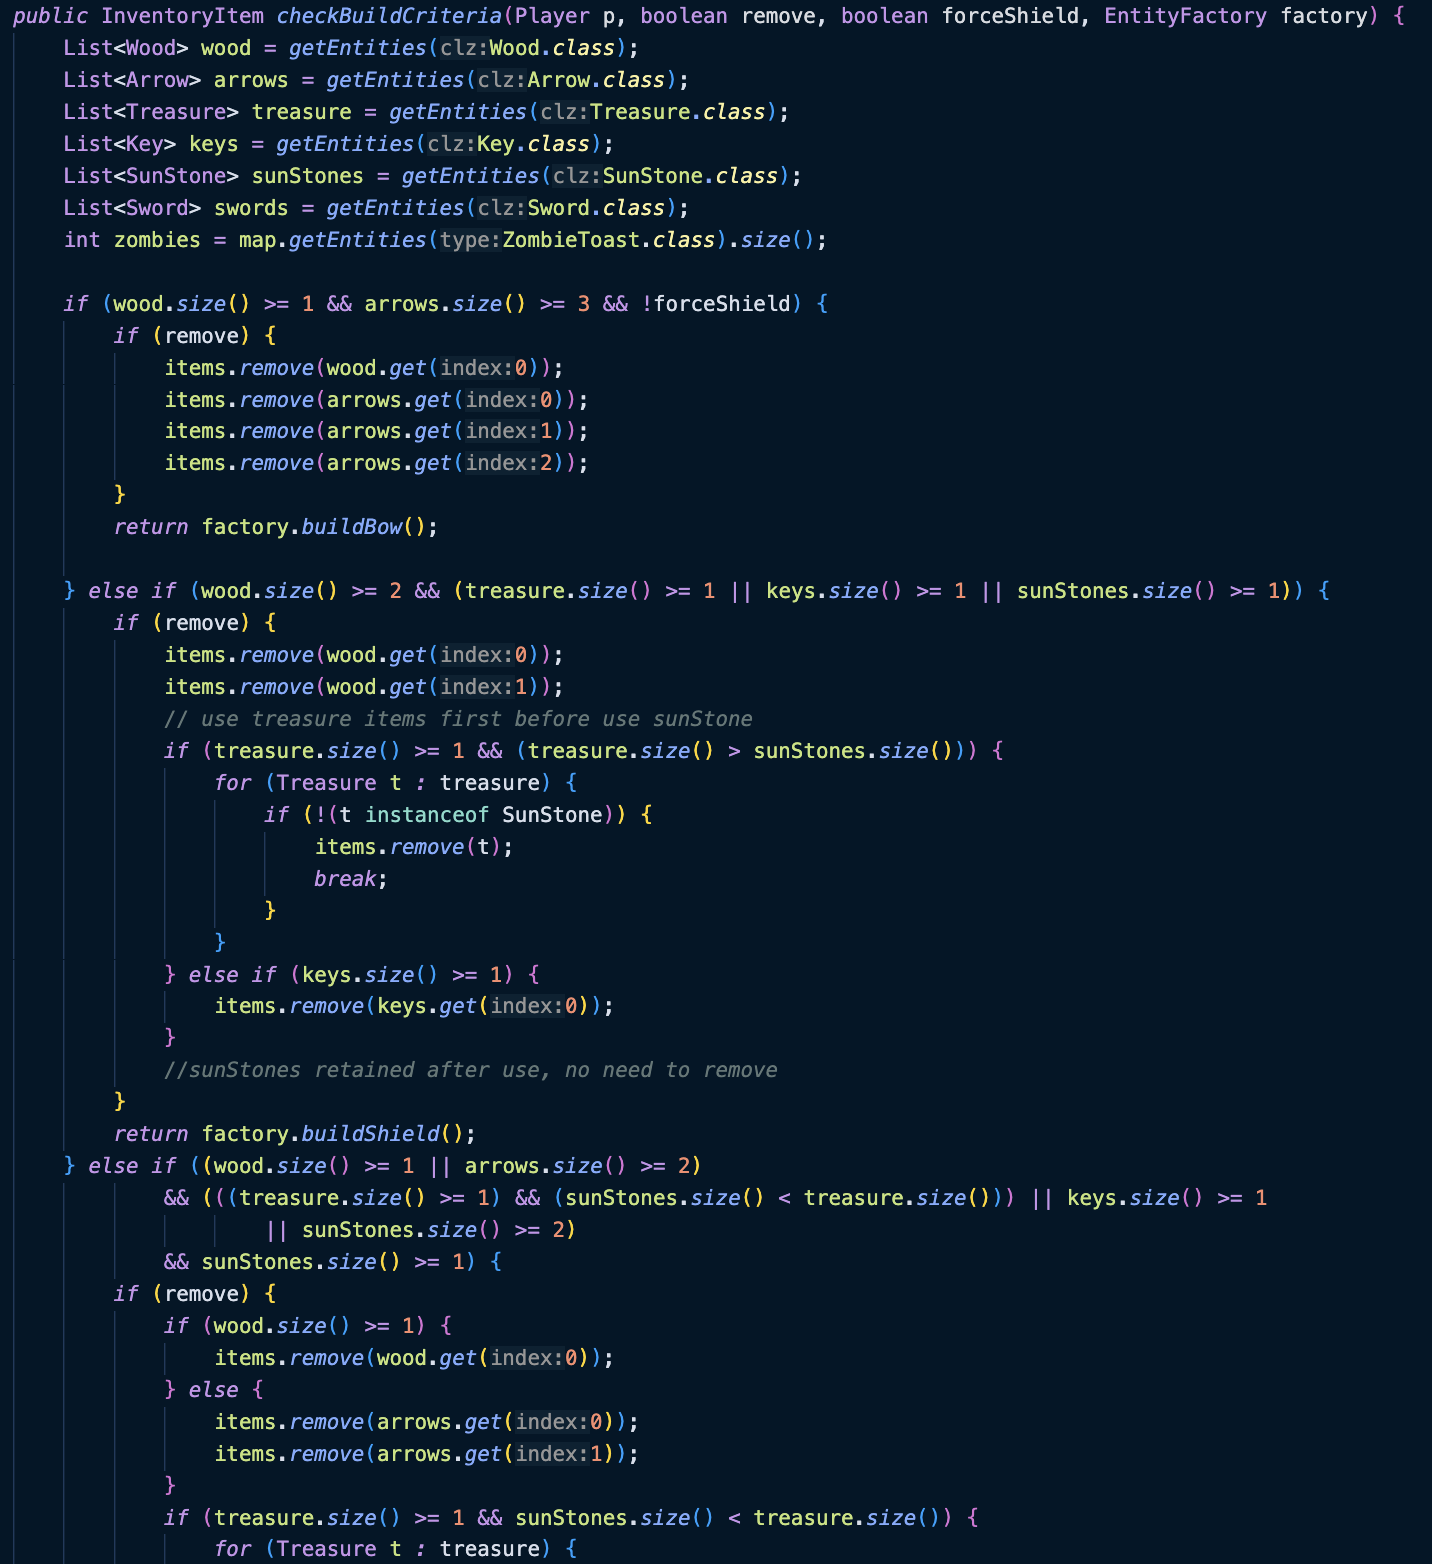 public InventoryItem checkBuildCriteria(Player p, boolean remove, boolean forceShield, EntityFactory factory) {
    List<Wood> wood = getEntities(clz:Wood.class);
    List<Arrow> arrows = getEntities(clz:Arrow.class);
    List<Treasure> treasure = getEntities(clz:Treasure.class);
    List<Key> keys = getEntities(clz:Key.class);
    List<SunStone> sunStones = getEntities(clz:SunStone.class);
    List<Sword> swords = getEntities(clz:Sword.class);
    int zombies = map.getEntities(type:ZombieToast.class).size();

    if (wood.size() >= 1 && arrows.size() >= 3 && !forceShield) {
        if (remove) {
            items.remove(wood.get(index:0));
            items.remove(arrows.get(index:0));
            items.remove(arrows.get(index:1));
            items.remove(arrows.get(index:2));
        }
        return factory.buildBow();

    } else if (wood.size() >= 2 && (treasure.size() >= 1 || keys.size() >= 1 || sunStones.size() >= 1)) {
        if (remove) {
            items.remove(wood.get(index:0));
            items.remove(wood.get(index:1));
            // use treasure items first before use sunStone
            if (treasure.size() >= 1 && (treasure.size() > sunStones.size())) {
                for (Treasure t : treasure) {
                    if (!(t instanceof SunStone)) {
                        items.remove(t);
                        break;
                    }
                }
            } else if (keys.size() >= 1) {
                items.remove(keys.get(index:0));
            }
            //sunStones retained after use, no need to remove
        }
        return factory.buildShield();
    } else if ((wood.size() >= 1 || arrows.size() >= 2)
            && (((treasure.size() >= 1) && (sunStones.size() < treasure.size())) || keys.size() >= 1
                    || sunStones.size() >= 2)
            && sunStones.size() >= 1) {
        if (remove) {
            if (wood.size() >= 1) {
                items.remove(wood.get(index:0));
            } else {
                items.remove(arrows.get(index:0));
                items.remove(arrows.get(index:1));
            }
            if (treasure.size() >= 1 && sunStones.size() < treasure.size()) {
                for (Treasure t : treasure) {